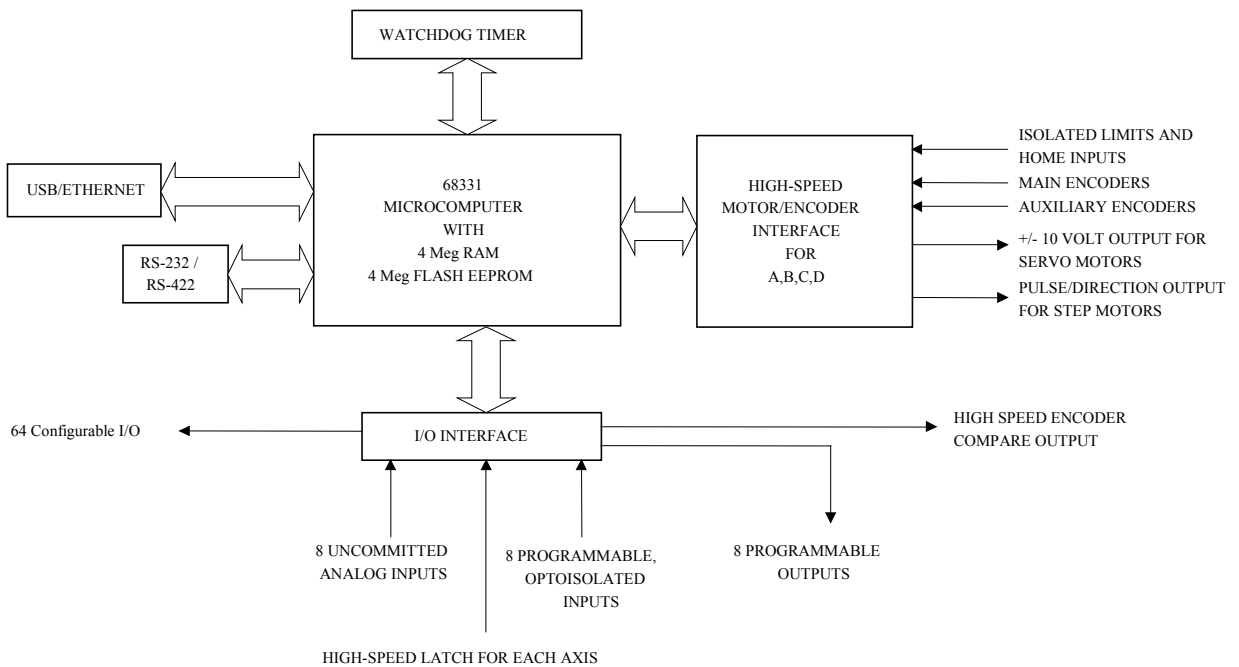 WATCHDOG TIMER
USB/ETHERNET
RS-232 /
RS-422
68331
MICROCOMPUTER
WITH
4 Meg RAM
4 Meg FLASH EEPROM
HIGH-SPEED
MOTOR/ENCODER
INTERFACE
FOR
A,B,C,D
ISOLATED LIMITS AND
HOME INPUTS
MAIN ENCODERS
AUXILIARY ENCODERS
+/- 10 VOLT OUTPUT FOR
SERVO MOTORS
PULSE/DIRECTION OUTPUT
FOR STEP MOTORS
64 Configurable I/O
I/O INTERFACE
HIGH SPEED ENCODER
COMPARE OUTPUT
8 UNCOMMITTED
ANALOG INPUTS
8 PROGRAMMABLE,
OPTOISOLATED
INPUTS
8 PROGRAMMABLE
OUTPUTS
HIGH-SPEED LATCH FOR EACH AXIS